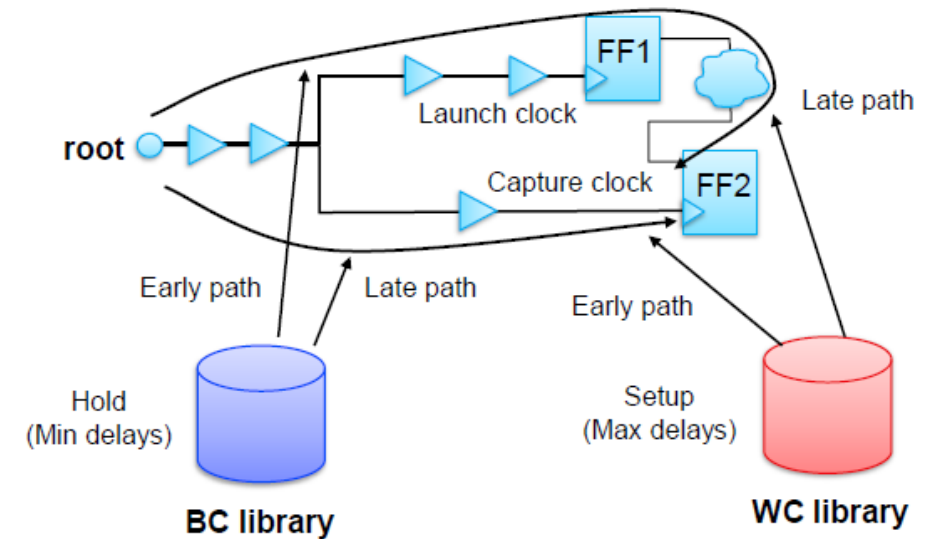 FF1
Launch clock
Late path
root
Capture clock
FF2
Early path
Late path
Early path
Hold
(Min delays)
Setup
(Max delays)
BC library
WC library